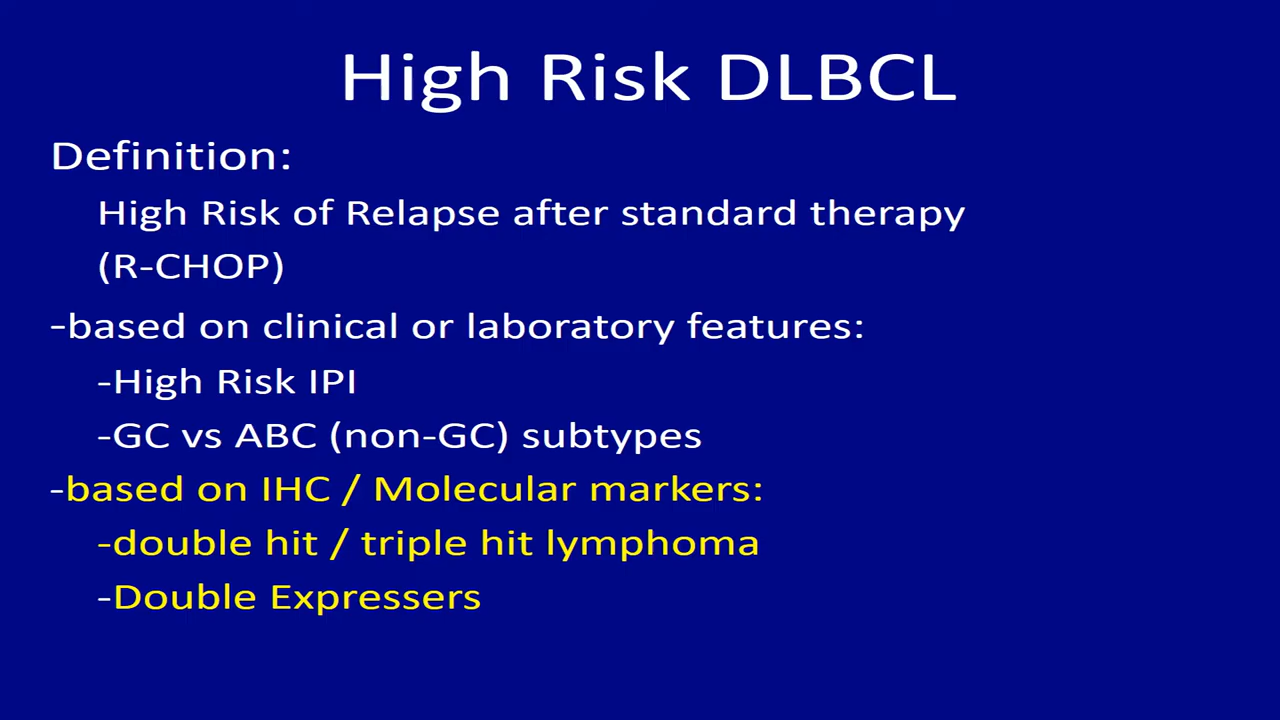 High Risk DLBCL
Definition:
High Risk of Relapse after standard therapy
(R-CHOP)
-based on clinical or laboratory features:
-High Risk IPI
-GC vs ABC (non-GC) subtypes
-based on IHC / Molecular markers:
-double hit / triple hit lymphoma
-Double Expressers